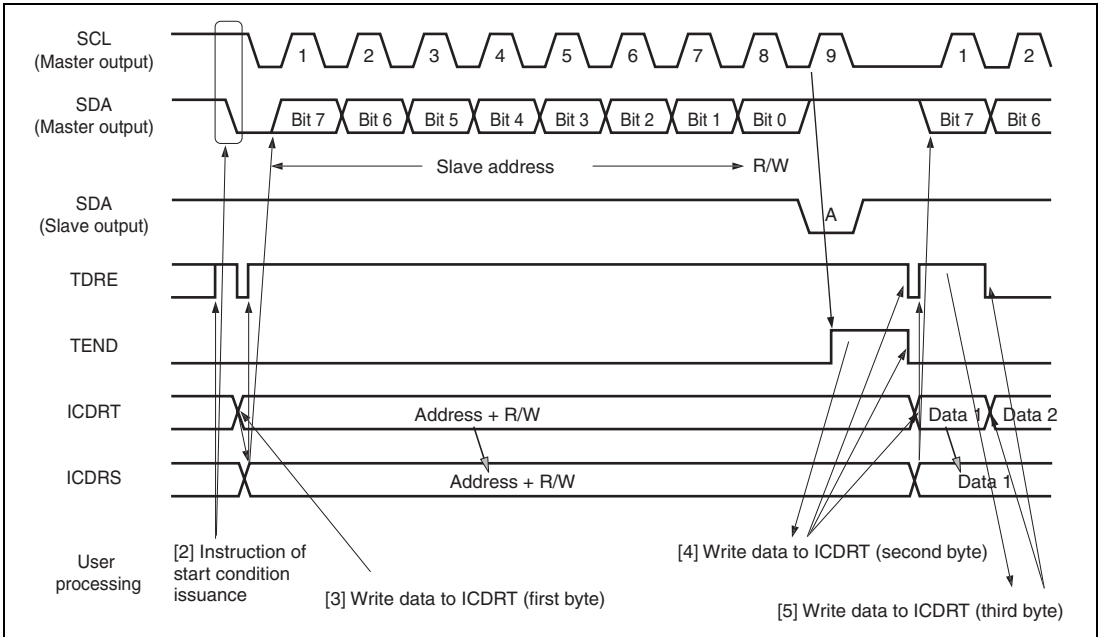 SCL
(Master output)
1 2 3 4 5 6 7 8 9 1 2
SDA
(Master output)
Bit 7 Bit 6 Bit 5 Bit 4 Bit 3 Bit 2 Bit 1 Bit 0 Bit 7 Bit 6
Slave address R/W
SDA
(Slave output)
A
TDRE
TEND
ICDRT
Address + R/W Data 1 Data 2
ICDRS
Address + R/W Data 1
User
processing
[2] Instruction of
start condition
issuance
[3] Write data to ICDRT (first byte)
[4] Write data to ICDRT (second byte)
[5] Write data to ICDRT (third byte)